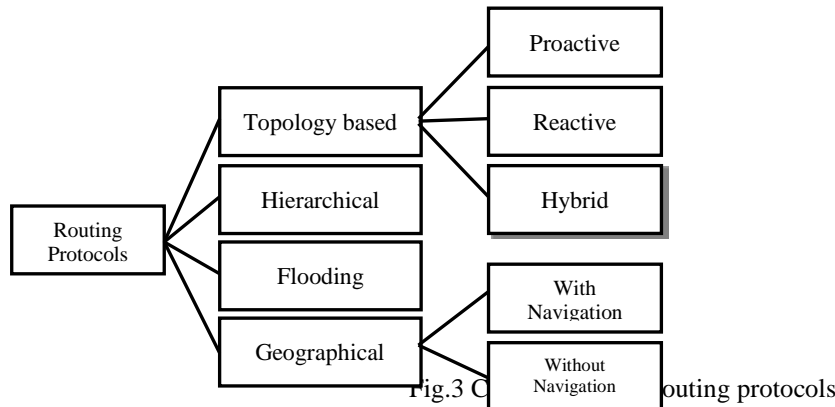 Proactive
Topology based
Reactive
Hierarchical
Hybrid
Routing
Protocols
Flooding
With
Navigation
Geographical
Without
Navigation
Fig.3 C outing protocols